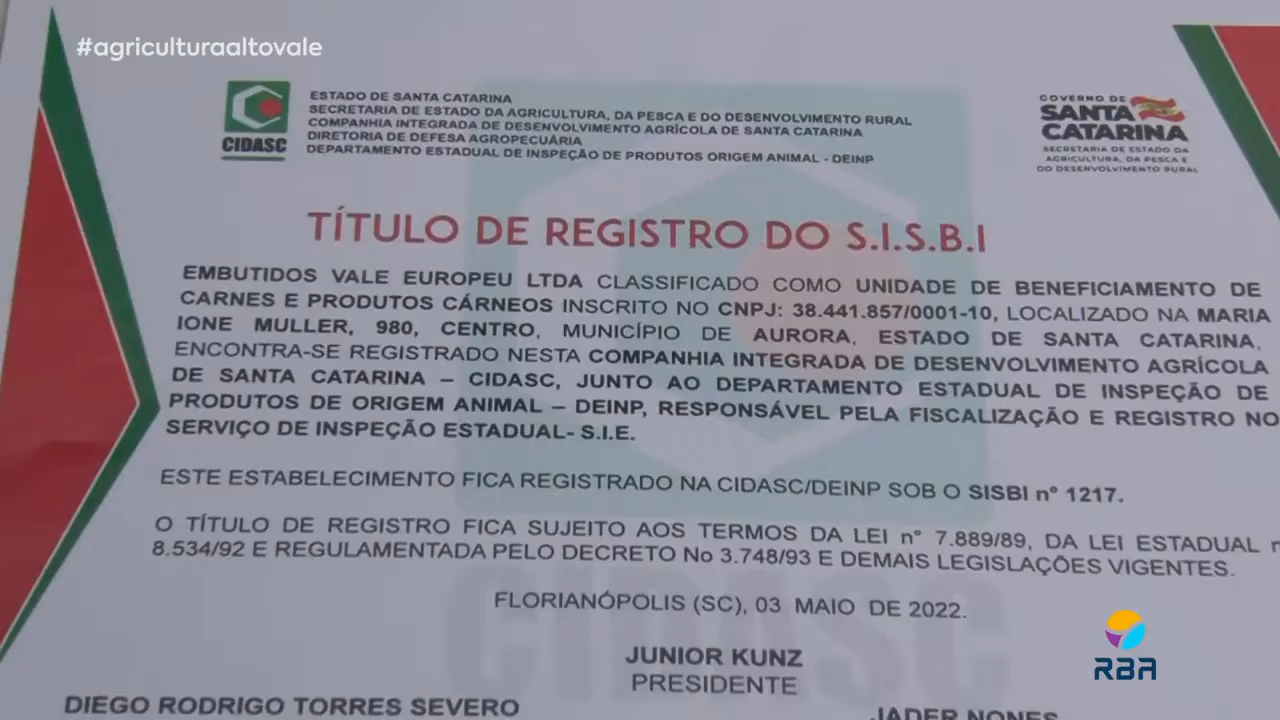 #agriculturaaltovale
CIDASC
ESTADO DE SANTA CATARINA
SECRETARIA DE ESTADO DA AGRICULTURA, DA PESCA E DO DESENVOLVIMENTO RURAL
COMPANHIA INTEGRADA DE DESENVOLVIMENTO AGRÍCOLA DE SANTA CATARINA
DIRETORIA DE DEFESA AGROPECUÁRIA
DEPARTAMENTO ESTADUAL DE INSPEÇÃO DE PRODUTOS ORIGEM ANIMAL - DEINP
GOVERNO DE
SANTA
CATARINA
SECRETARIA DE ESTADO DA
AGRICULTURA, DA PESCA E
DO DESENVOLVIMENTO RURAL
TÍTULO DE REGISTRO DO S.I.S.B.I
EMBUTIDOS VALE EUROPEU LTDA CLASSIFICADO COMO UNIDADE DE BENEFICIAMENTO DE
CARNES E PRODUTOS CÁRNEOS INSCRITO NO CNPJ: 38.441.857/0001-10, LOCALIZADO NA MARIA
IONE MULLER, 980, CENTRO, MUNICÍPIO DE AURORA, ESTADO DE SANTA CATARINA,
ENCONTRA-SE REGISTRADO NESTA COMPANHIA INTEGRADA DE DESENVOLVIMENTO AGRÍCOLA
DE SANTA CATARINA – CIDASC, JUNTO AO DEPARTAMENTO ESTADUAL DE INSPEÇÃO DE
PRODUTOS DE ORIGEM ANIMAL – DEINP, RESPONSÁVEL PELA FISCALIZAÇÃO E REGISTRO NO
SERVIÇO DE INSPEÇÃO ESTADUAL- S.I.E.
ESTE ESTABELECIMENTO FICA REGISTRADO NA CIDASC/DEINP SOB O SISBI n° 1217.
O TÍTULO DE REGISTRO FICA SUJEITO AOS TERMOS DA LEI n° 7.889/89, DA LEI ESTADUAL n
8.534/92 E REGULAMENTADA PELO DECRETO No 3.748/93 E DEMAIS LEGISLAÇÕES VIGENTES.
FLORIANÓPOLIS (SC), 03 MAIO DE 2022.
CIDASC
JUNIOR KUNZ
PRESIDENTE
DIEGO RODRIGO TORRES SEVERO
JADER NONES
RBA